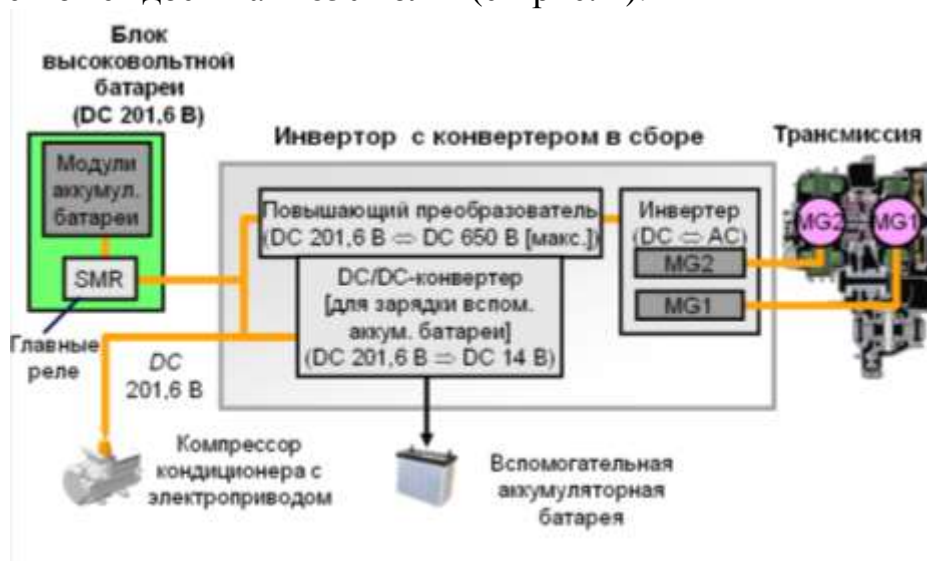 Блок
высоковольтной
батареи
(DC 201,6 В)
Модули
аккумул.
батареи
SMR
Главные
реле
DC
201,6 В
Инвертор с конвертером в сборе
Повышающий преобразователь
(DC 201,6 В ⇔ DC 650 В [макс.])
DC/DC-конвертер
[для зарядки вспом.
аккум. батареи]
(DC 201,6 В ⇒ DC 14 В)
Инвертер
(DC ⇔ AC)
MG2
MG1
Трансмиссия
MG2
MG1
Компрессор
кондиционера с
электроприводом
Вспомогательная
аккумуляторная
батарея